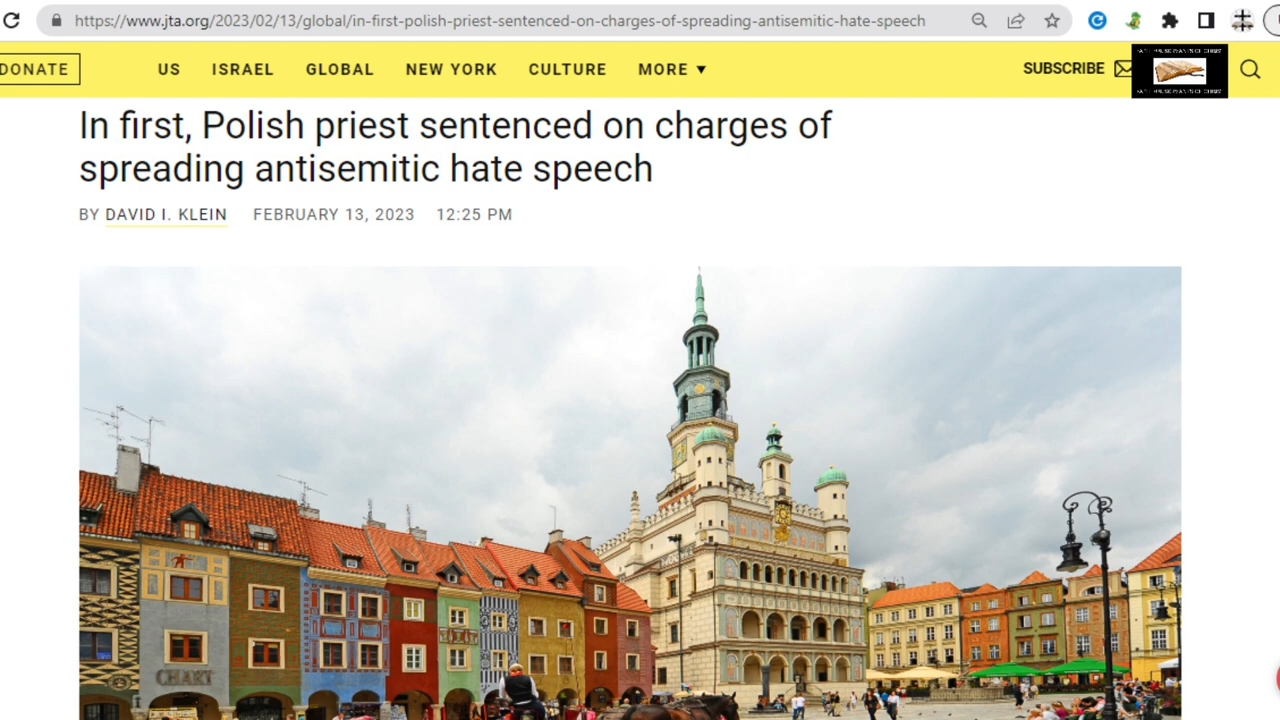 https://www.jta.org/2023/02/13/global/in-first-polish-priest-sentenced-on-charges-of-spreading-antisemitic-hate-speech
DONATE US ISRAEL GLOBAL NEW YORK CULTURE MORE ▼ SUBSCRIBE
In first, Polish priest sentenced on charges of
spreading antisemitic hate speech
BY DAVID I. KLEIN FEBRUARY 13, 2023 12:25 PM
CHART